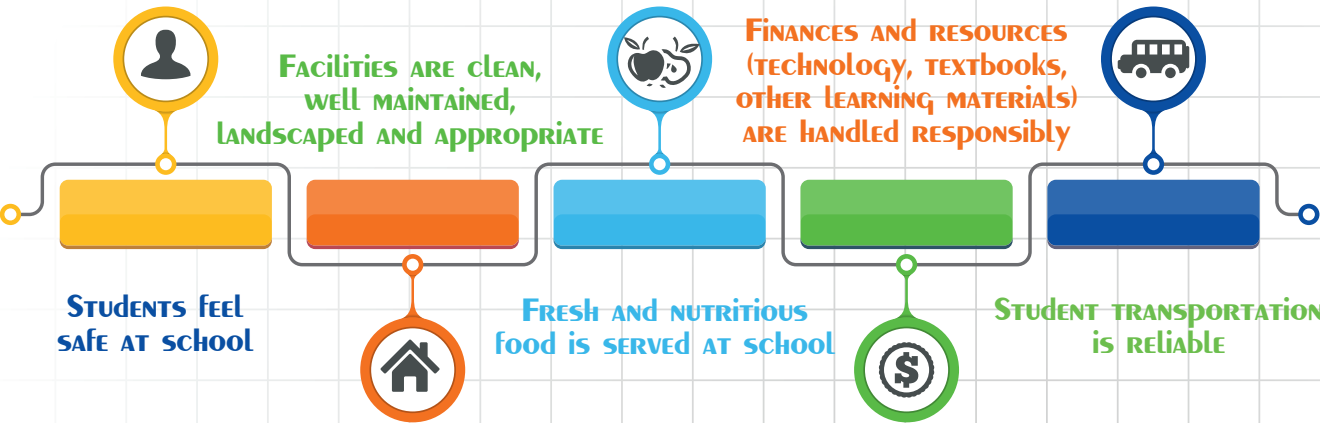 Students feel
safe at school
Facilities are clean,
well maintained,
landscaped and appropriate
Fresh and nutritious
food is served at school
Finances and resources
(technology, textbooks,
other learning materials)
are handled responsibly
Student transportation
is reliable
$